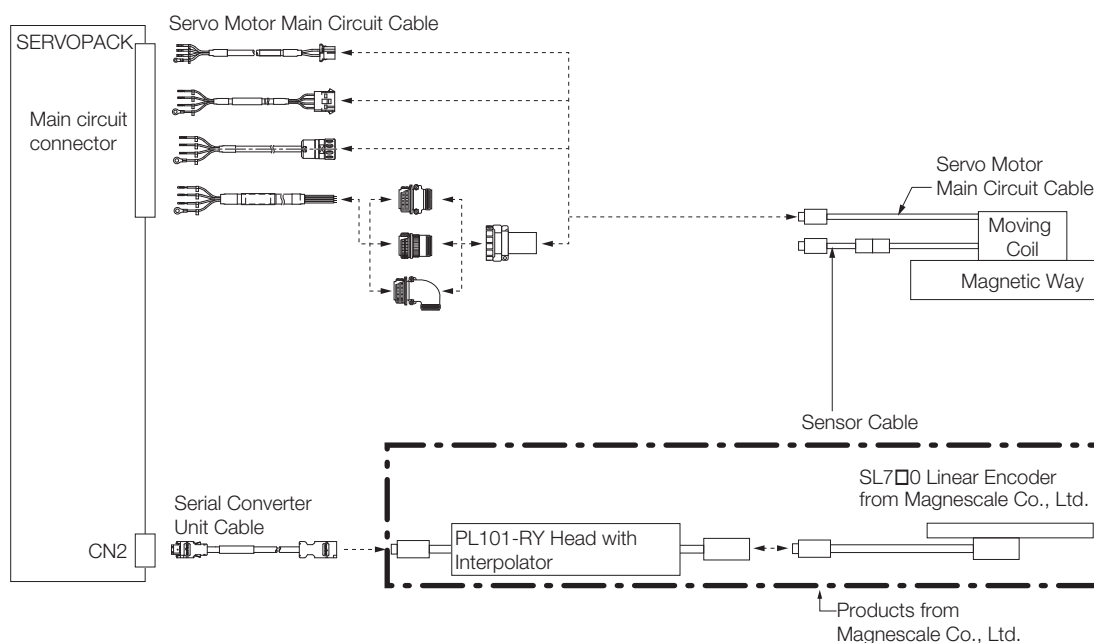 Servo Motor Main Circuit Cable
SERVOPACK
Main circuit
connector
Servo Motor
Main Circuit Cable
Moving
Coil
Magnetic Way
Sensor Cable
SL7□0 Linear Encoder
from Magnescale Co., Ltd.
Serial Converter
Unit Cable
CN2
PL101-RY Head with
Interpolator
Products from
Magnescale Co., Ltd.